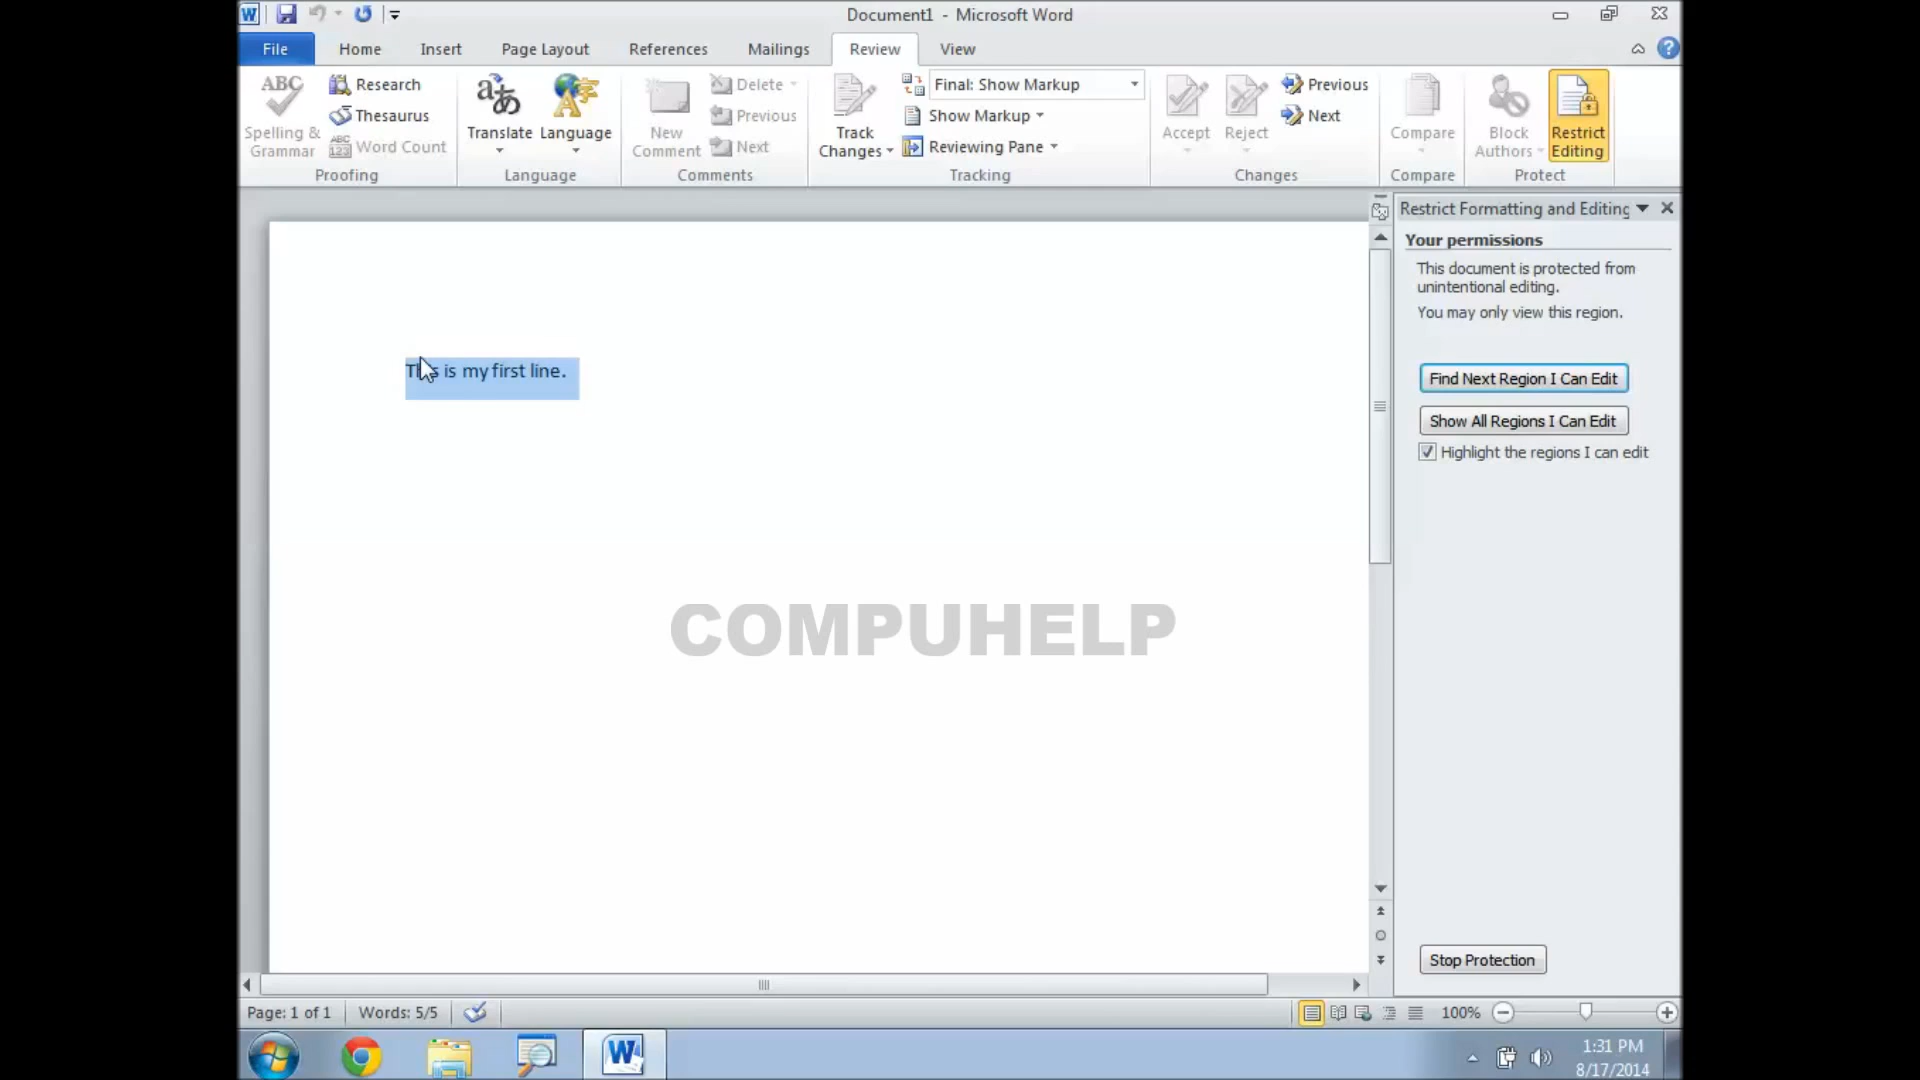 Document1 - Microsoft Word
File Home Insert Page Layout References Mailings Review View
ABC Spelling & Grammar
Research
Thesaurus
ABC 123 Word Count
Proofing
Translate
Language
Language
New Comment
Delete
Previous
Next
Comments
Track Changes
Final: Show Markup
Show Markup
Reviewing Pane
Tracking
Accept
Reject
Previous
Next
Changes
Compare
Compare
Block Authors
Restrict Editing
Protect
Restrict Formatting and Editing
Your permissions
This document is protected from
unintentional editing.
You may only view this region.
Find Next Region I Can Edit
Show All Regions I Can Edit
Highlight the regions I can edit
Stop Protection
This is my first line.
COMPUHELP
Page: 1 of 1 Words: 5/5 100%
1:31 PM
8/17/2014